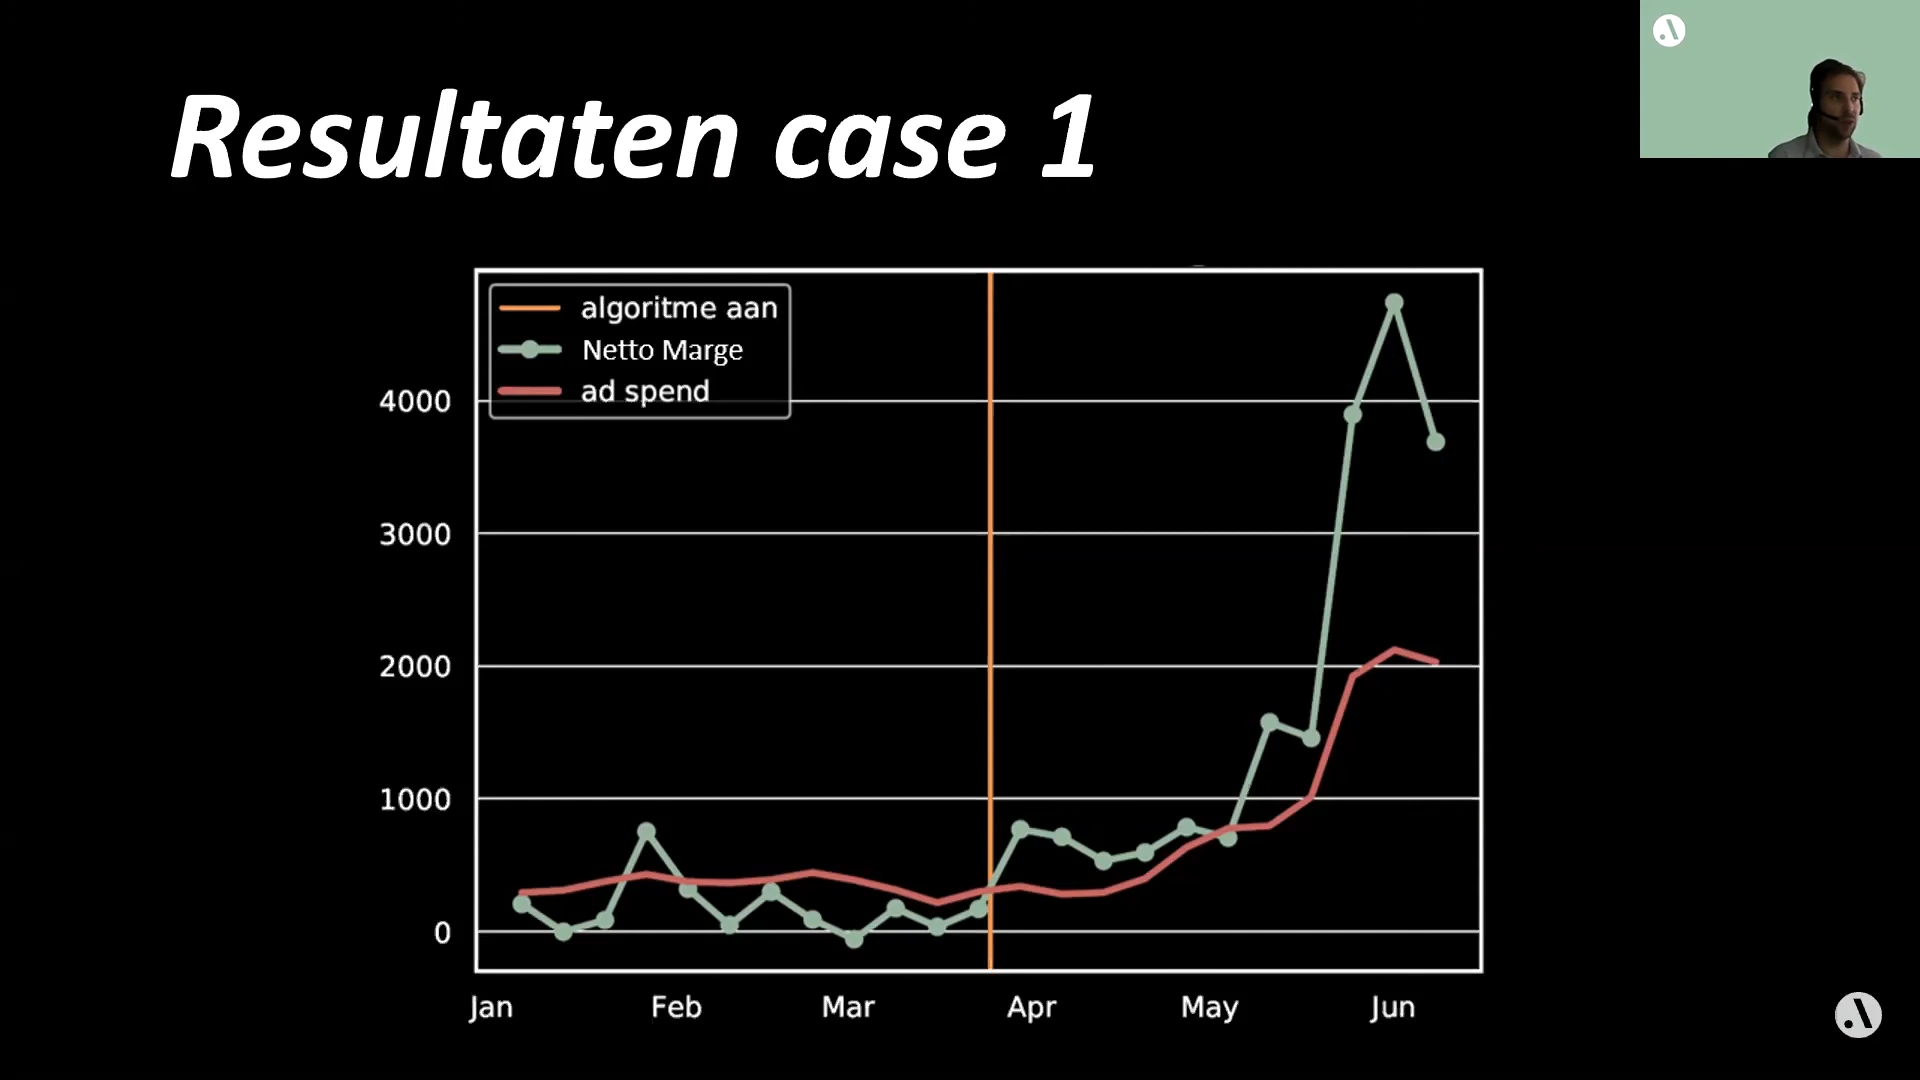 Resultaten case 1
algoritme aan
Netto Marge
ad spend
4000
3000
2000
1000
0
Jan Feb Mar Apr May Jun